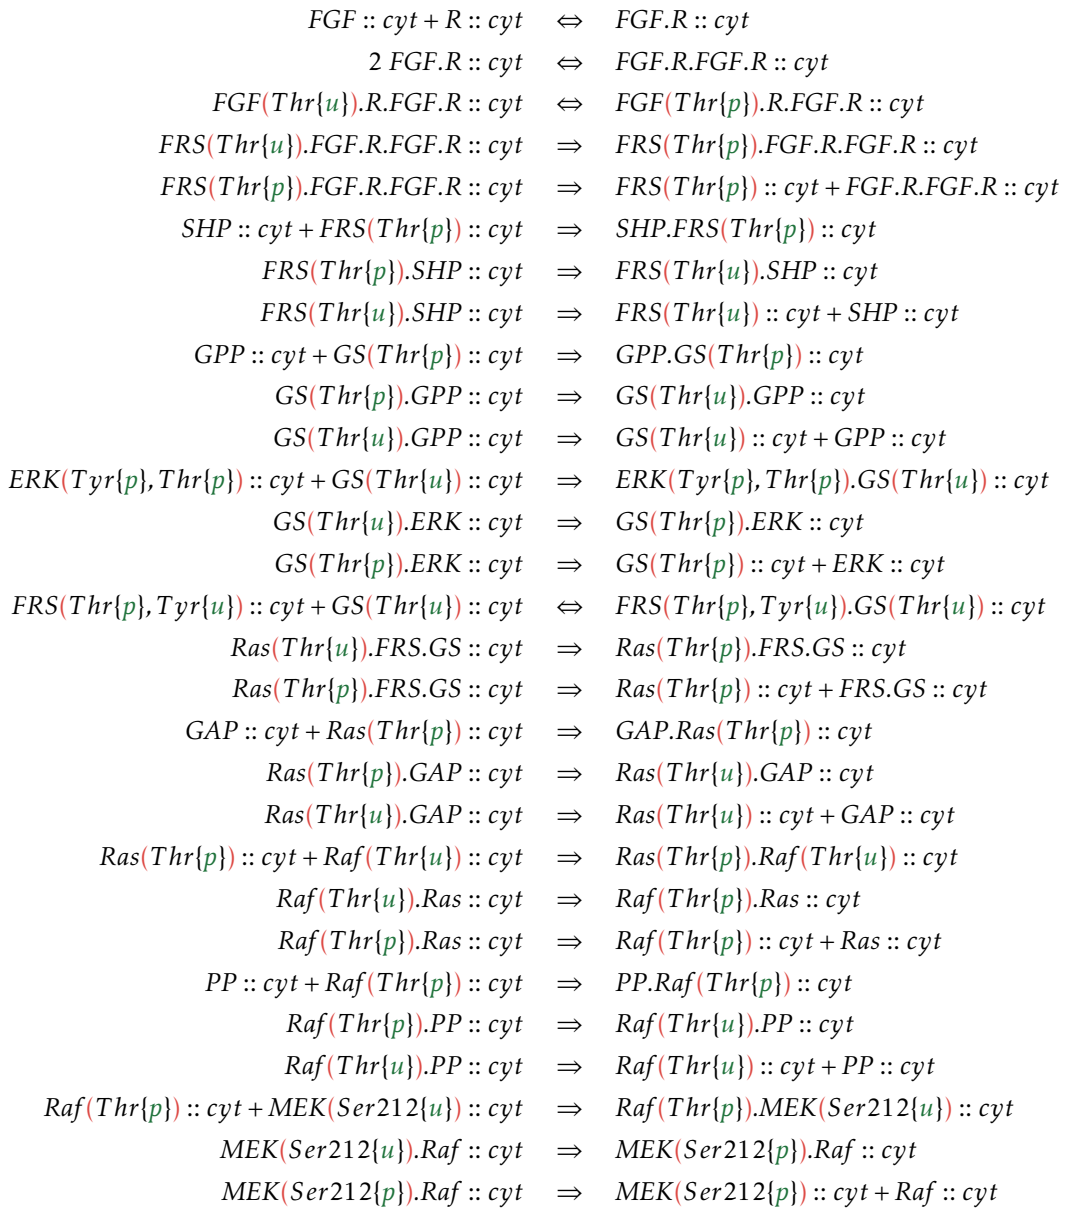 FGF :: cyt + R :: cyt ⇔ FGF.R :: cyt
2 FGF.R :: cyt ⇔ FGF.R.FGF.R :: cyt
FGF(Thr{u}).R.FGF.R :: cyt ⇔ FGF(Thr{p}).R.FGF.R :: cyt
FRS(Thr{u}).FGF.R.FGF.R :: cyt ⇒ FRS(Thr{p}).FGF.R.FGF.R :: cyt
FRS(Thr{p}).FGF.R.FGF.R :: cyt ⇒ FRS(Thr{p}) :: cyt + FGF.R.FGF.R :: cyt
SHP :: cyt + FRS(Thr{p}) :: cyt ⇒ SHP.FRS(Thr{p}) :: cyt
FRS(Thr{p}).SHP :: cyt ⇒ FRS(Thr{u}).SHP :: cyt
FRS(Thr{u}).SHP :: cyt ⇒ FRS(Thr{u}) :: cyt + SHP :: cyt
GPP :: cyt + GS(Thr{p}) :: cyt ⇒ GPP.GS(Thr{p}) :: cyt
GS(Thr{p}).GPP :: cyt ⇒ GS(Thr{u}).GPP :: cyt
GS(Thr{u}).GPP :: cyt ⇒ GS(Thr{u}) :: cyt + GPP :: cyt
ERK(Tyr{p}, Thr{p}) :: cyt + GS(Thr{u}) :: cyt ⇒ ERK(Tyr{p}, Thr{p}).GS(Thr{u}) :: cyt
GS(Thr{u}).ERK :: cyt ⇒ GS(Thr{p}).ERK :: cyt
GS(Thr{p}).ERK :: cyt ⇒ GS(Thr{p}) :: cyt + ERK :: cyt
FRS(Thr{p}, Tyr{u}) :: cyt + GS(Thr{u}) :: cyt ⇔ FRS(Thr{p}, Tyr{u}).GS(Thr{u}) :: cyt
Ras(Thr{u}).FRS.GS :: cyt ⇒ Ras(Thr{p}).FRS.GS :: cyt
Ras(Thr{p}).FRS.GS :: cyt ⇒ Ras(Thr{p}) :: cyt + FRS.GS :: cyt
GAP :: cyt + Ras(Thr{p}) :: cyt ⇒ GAP.Ras(Thr{p}) :: cyt
Ras(Thr{p}).GAP :: cyt ⇒ Ras(Thr{u}).GAP :: cyt
Ras(Thr{u}).GAP :: cyt ⇒ Ras(Thr{u}) :: cyt + GAP :: cyt
Ras(Thr{p}) :: cyt + Raf(Thr{u}) :: cyt ⇒ Ras(Thr{p}).Raf(Thr{u}) :: cyt
Raf(Thr{u}).Ras :: cyt ⇒ Raf(Thr{p}).Ras :: cyt
Raf(Thr{p}).Ras :: cyt ⇒ Raf(Thr{p}) :: cyt + Ras :: cyt
PP :: cyt + Raf(Thr{p}) :: cyt ⇒ PP.Raf(Thr{p}) :: cyt
Raf(Thr{p}).PP :: cyt ⇒ Raf(Thr{u}).PP :: cyt
Raf(Thr{u}).PP :: cyt ⇒ Raf(Thr{u}) :: cyt + PP :: cyt
Raf(Thr{p}) :: cyt + MEK(Ser212{u}) :: cyt ⇒ Raf(Thr{p}).MEK(Ser212{u}) :: cyt
MEK(Ser212{u}).Raf :: cyt ⇒ MEK(Ser212{p}).Raf :: cyt
MEK(Ser212{p}).Raf :: cyt ⇒ MEK(Ser212{p}) :: cyt + Raf :: cyt